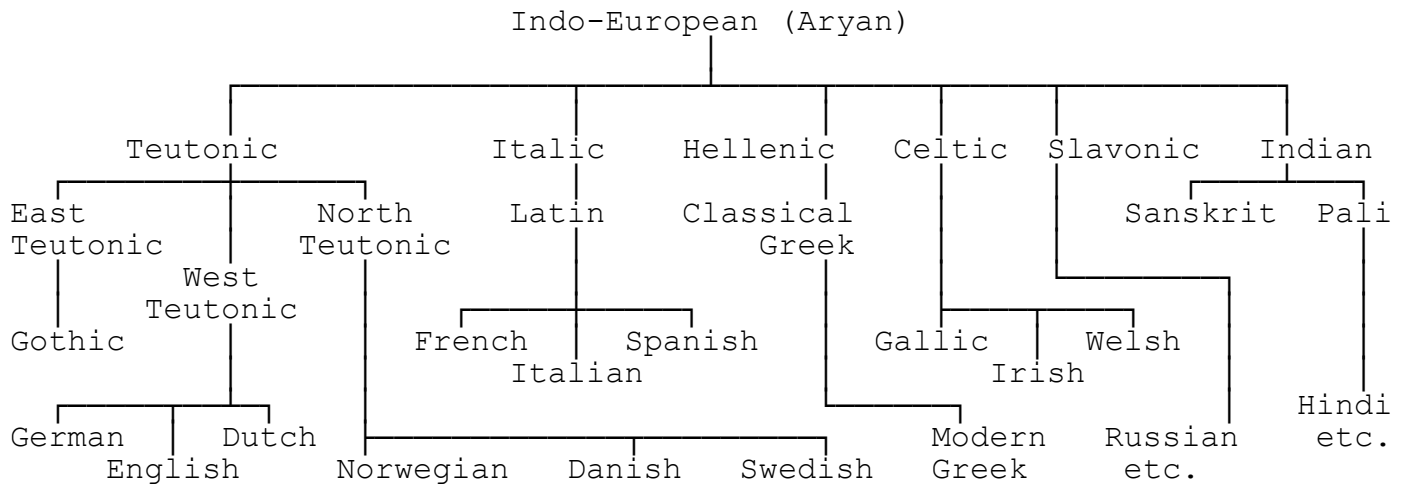 Indo-European (Aryan)
Teutonic Italic Hellenic Celtic Slavonic Indian
East North Latin Classical Sanskrit Pali
Teutonic Teutonic Greek
West
Teutonic
Gothic French Spanish Gallic Welsh
Italian Irish
Hindi
German Dutch Modern Russian etc.
English Norwegian Danish Swedish Greek etc.